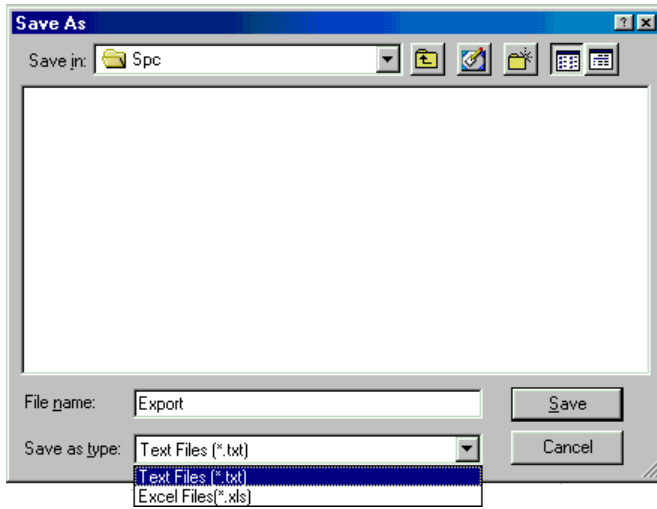 Save As
Save in: Spc
File name: Export
Save
Save as type: Text Files (*.txt)
Cancel
Text Files (*.txt)
Excel Files(*.xls)